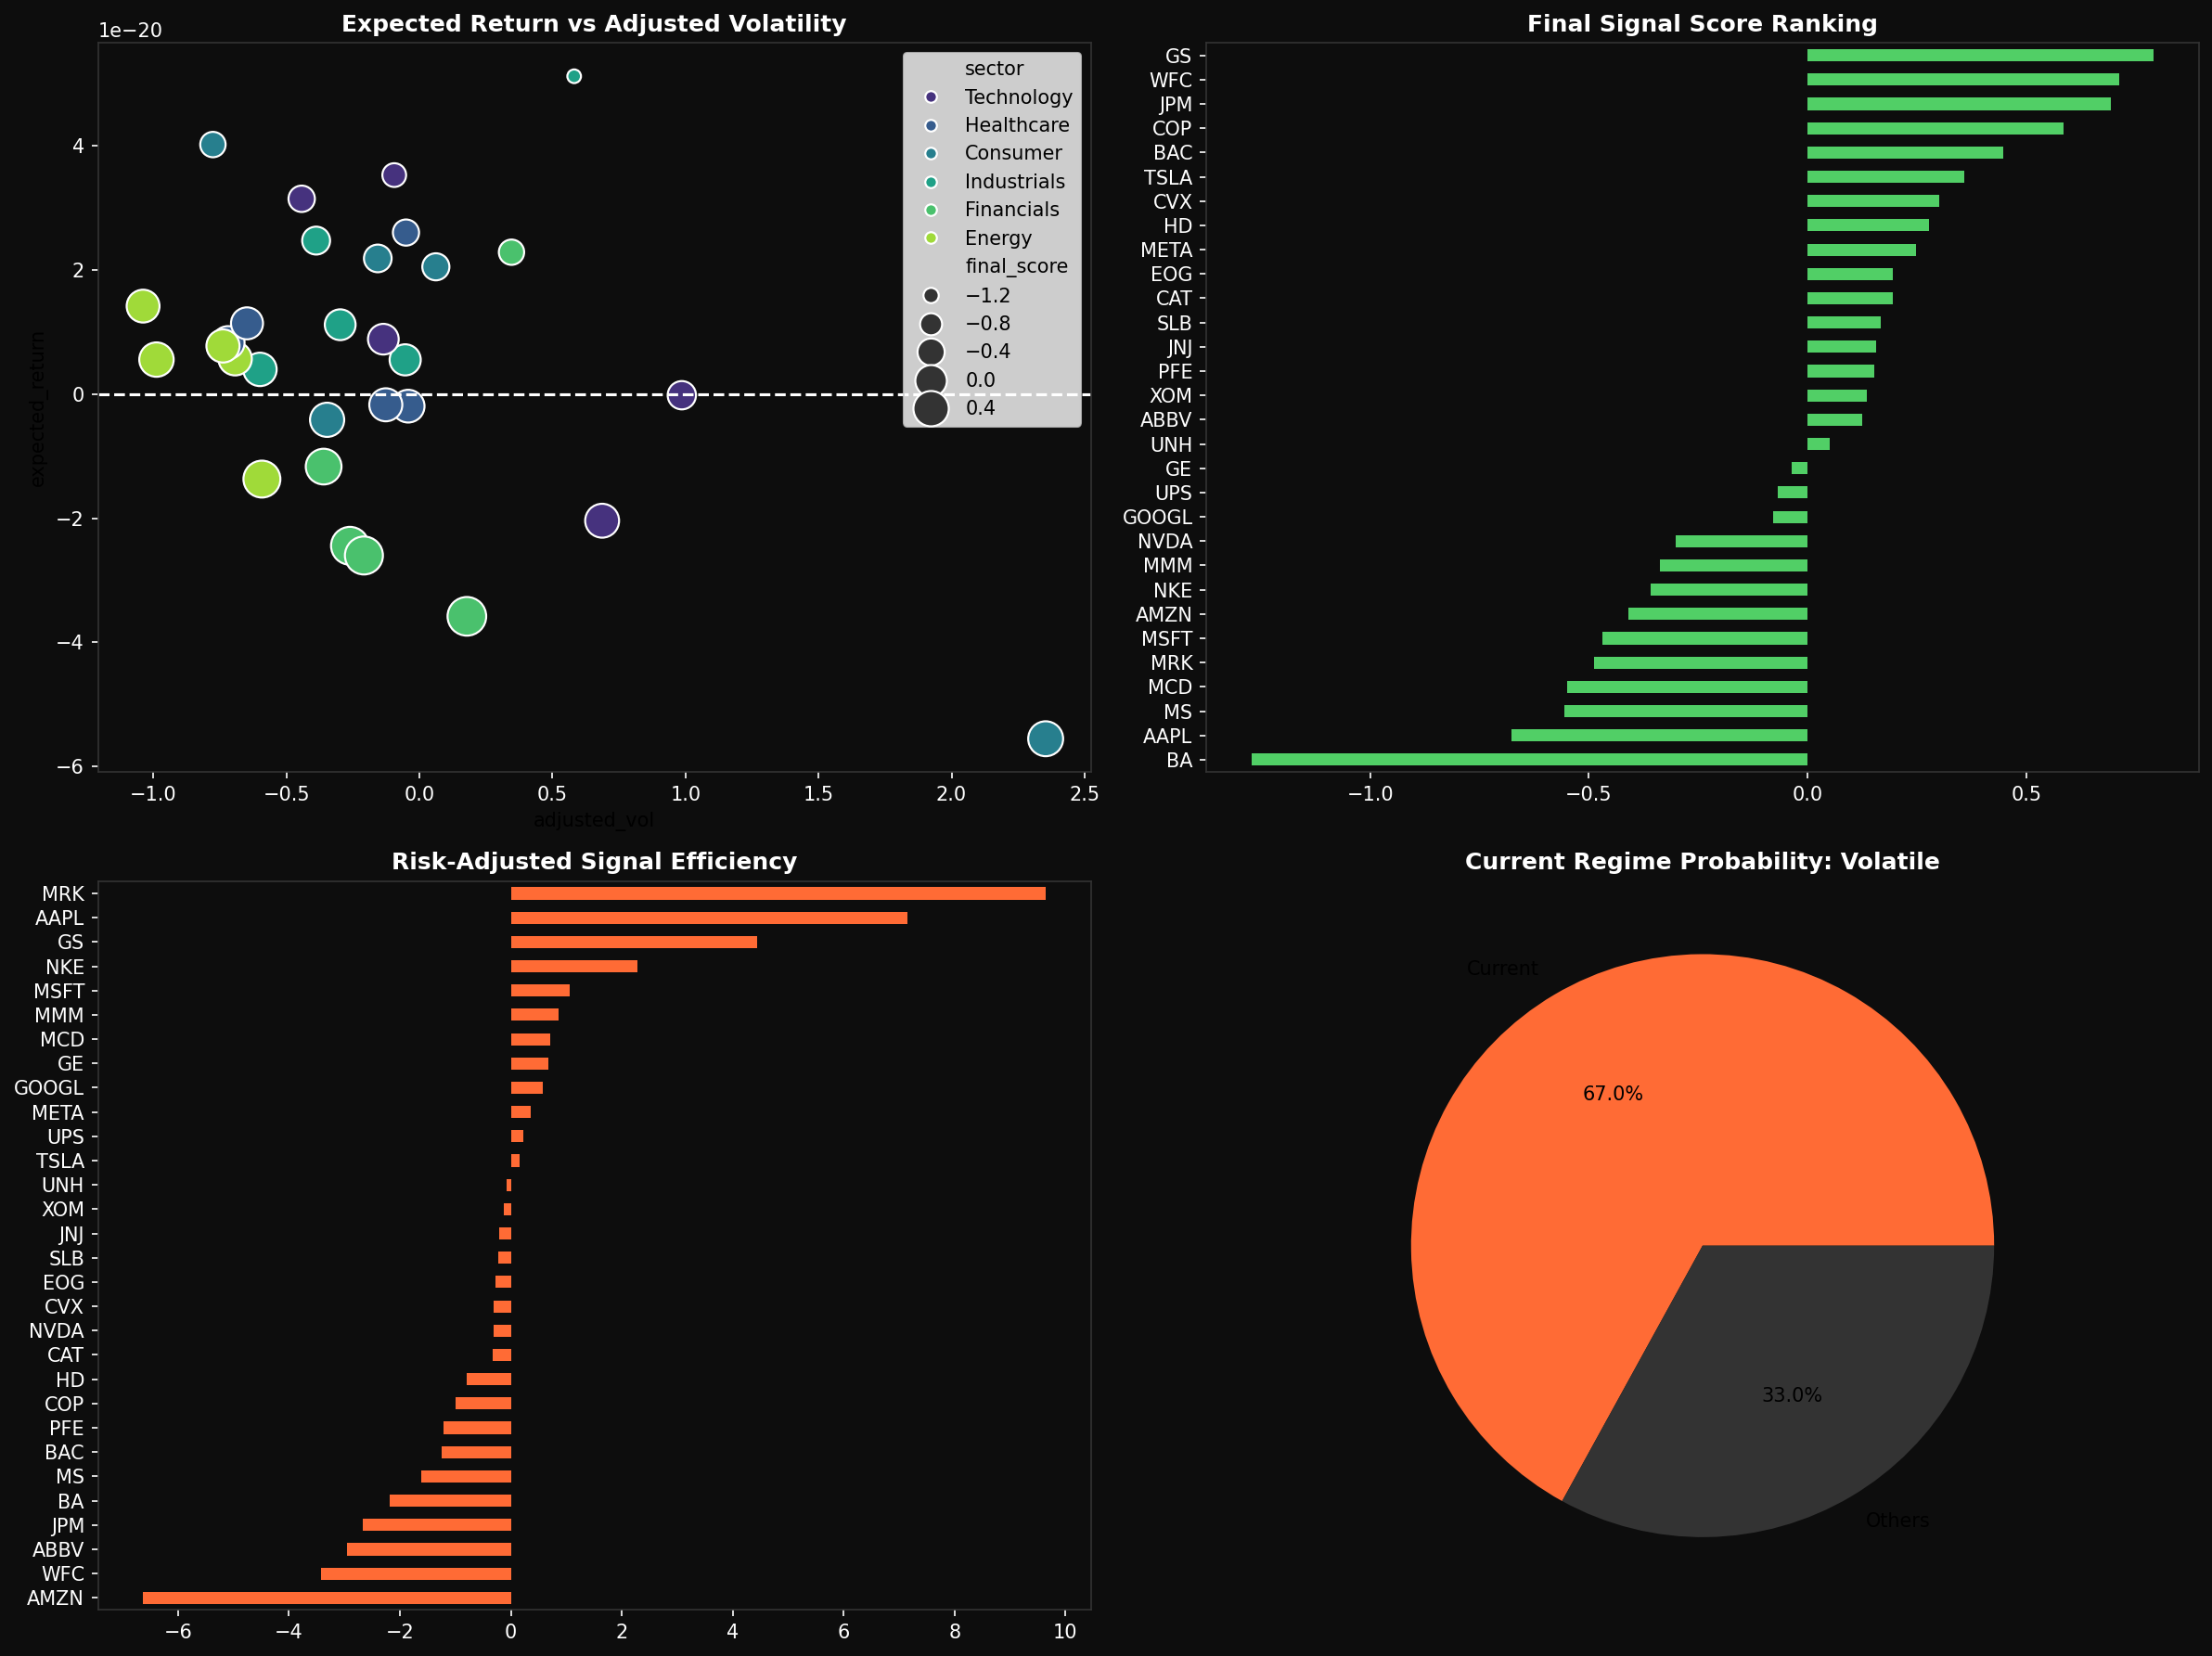 Expected Return vs Adjusted Volatility
1e−20
expected_return
4
2
0
−2
−4
−6
−1.0
−0.5
0.0
0.5
1.0
1.5
2.0
2.5
adjusted_vol
sector
Technology
Healthcare
Consumer
Industrials
Financials
Energy
final_score
−1.2
−0.8
−0.4
0.0
0.4
Final Signal Score Ranking
GS
WFC
JPM
COP
BAC
TSLA
CVX
HD
META
EOG
CAT
SLB
JNJ
PFE
XOM
ABBV
UNH
GE
UPS
GOOGL
NVDA
MMM
NKE
AMZN
MSFT
MRK
MCD
MS
AAPL
BA
−1.0
−0.5
0.0
0.5
Risk-Adjusted Signal Efficiency
MRK
AAPL
GS
NKE
MSFT
MMM
MCD
GE
GOOGL
META
UPS
TSLA
UNH
XOM
JNJ
SLB
EOG
CVX
NVDA
CAT
HD
COP
PFE
BAC
MS
BA
JPM
ABBV
WFC
AMZN
−6
−4
−2
0
2
4
6
8
10
Current Regime Probability: Volatile
Current
67.0%
33.0%
Others